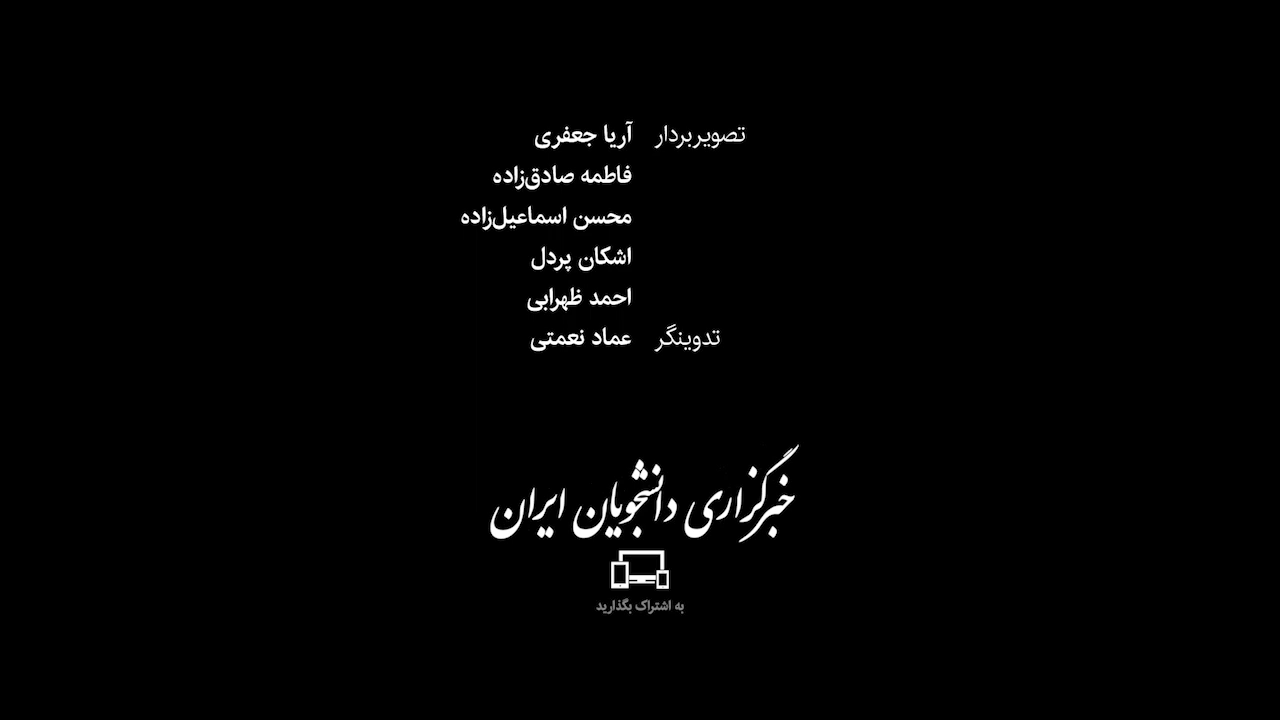 تصویربردار آریا جعفری
فاطمه صادق‌زاده
محسن اسماعیل‌زاده
اشکان پردل
احمد ظهرابی
تدوینگر عماد نعمتی
خبرگزاری دانشجویان ایران
به اشتراک بگذارید